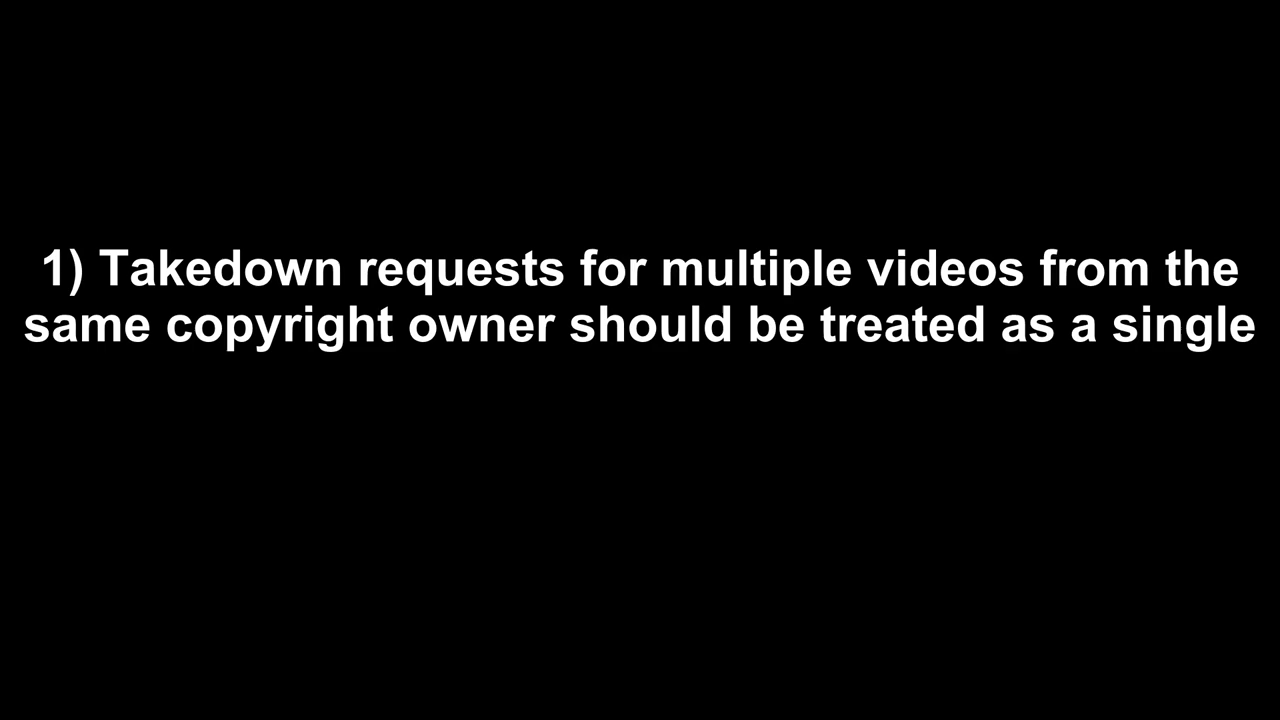 1) Takedown requests for multiple videos from the
same copyright owner should be treated as a single